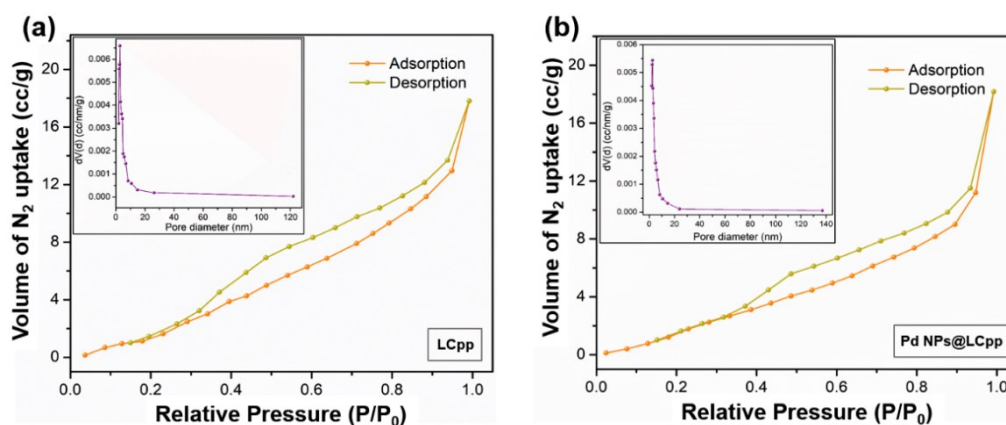 (a)
Volume of N₂ uptake (cc/g)
20
16
12
8
4
0
0.0 0.2 0.4 0.6 0.8 1.0
Relative Pressure (P/P₀)
Adsorption
Desorption
LCpp
dV(d) (cc/nm/g)
0.006
0.005
0.004
0.003
0.002
0.001
0.000
0 20 40 60 80 100 120
Pore diameter (nm)
(b)
Volume of N₂ uptake (cc/g)
20
16
12
8
4
0
0.0 0.2 0.4 0.6 0.8 1.0
Relative Pressure (P/P₀)
Adsorption
Desorption
Pd NPs@LCpp
dV(d) (cc/nm/g)
0.006
0.005
0.004
0.003
0.002
0.001
0.000
0 20 40 60 80 100 120 140
Pore diameter (nm)